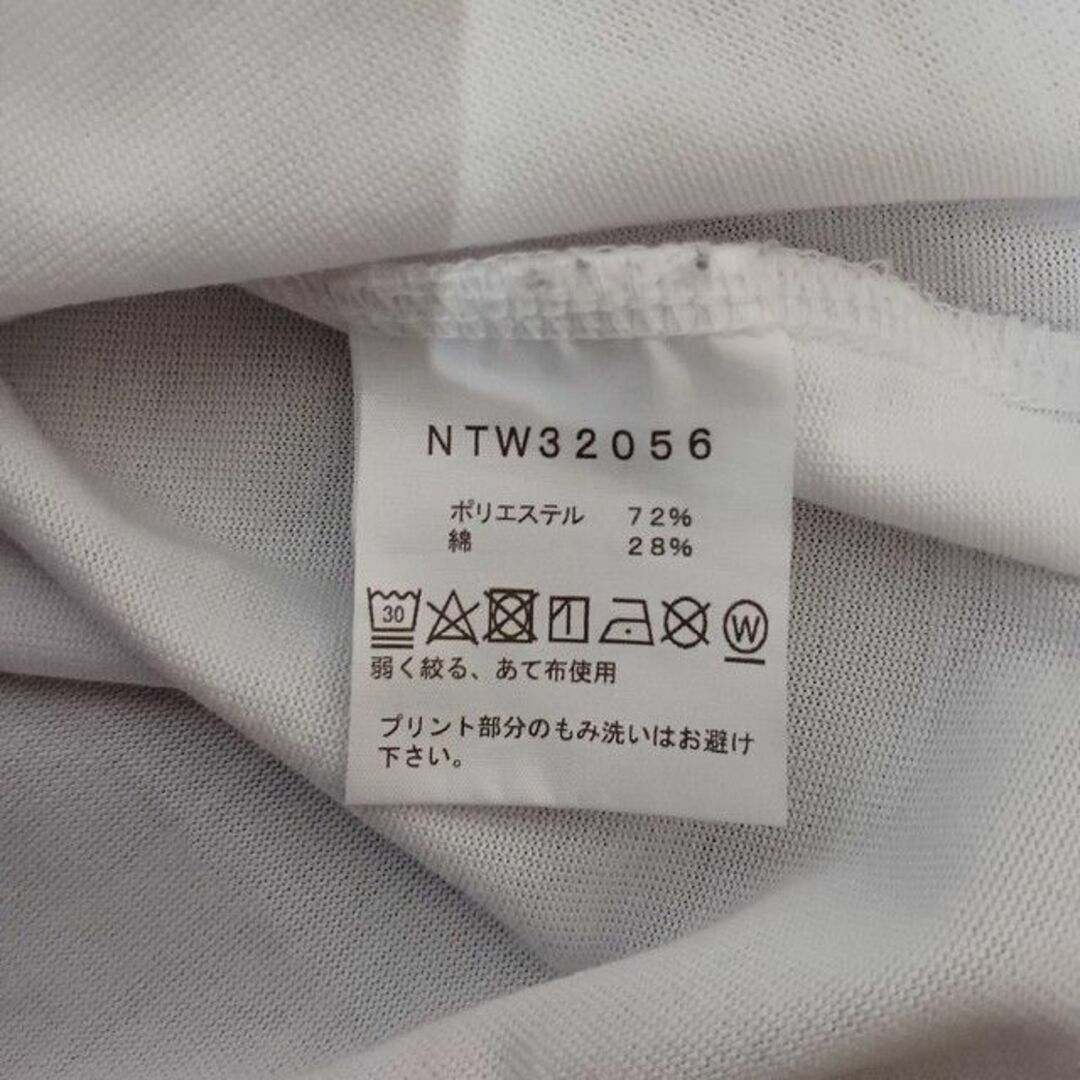 NTW32056
ポリエステル 72%
綿 28%
30 W
弱く絞る、あて布使用
プリント部分のもみ洗いはお避け
下さい。